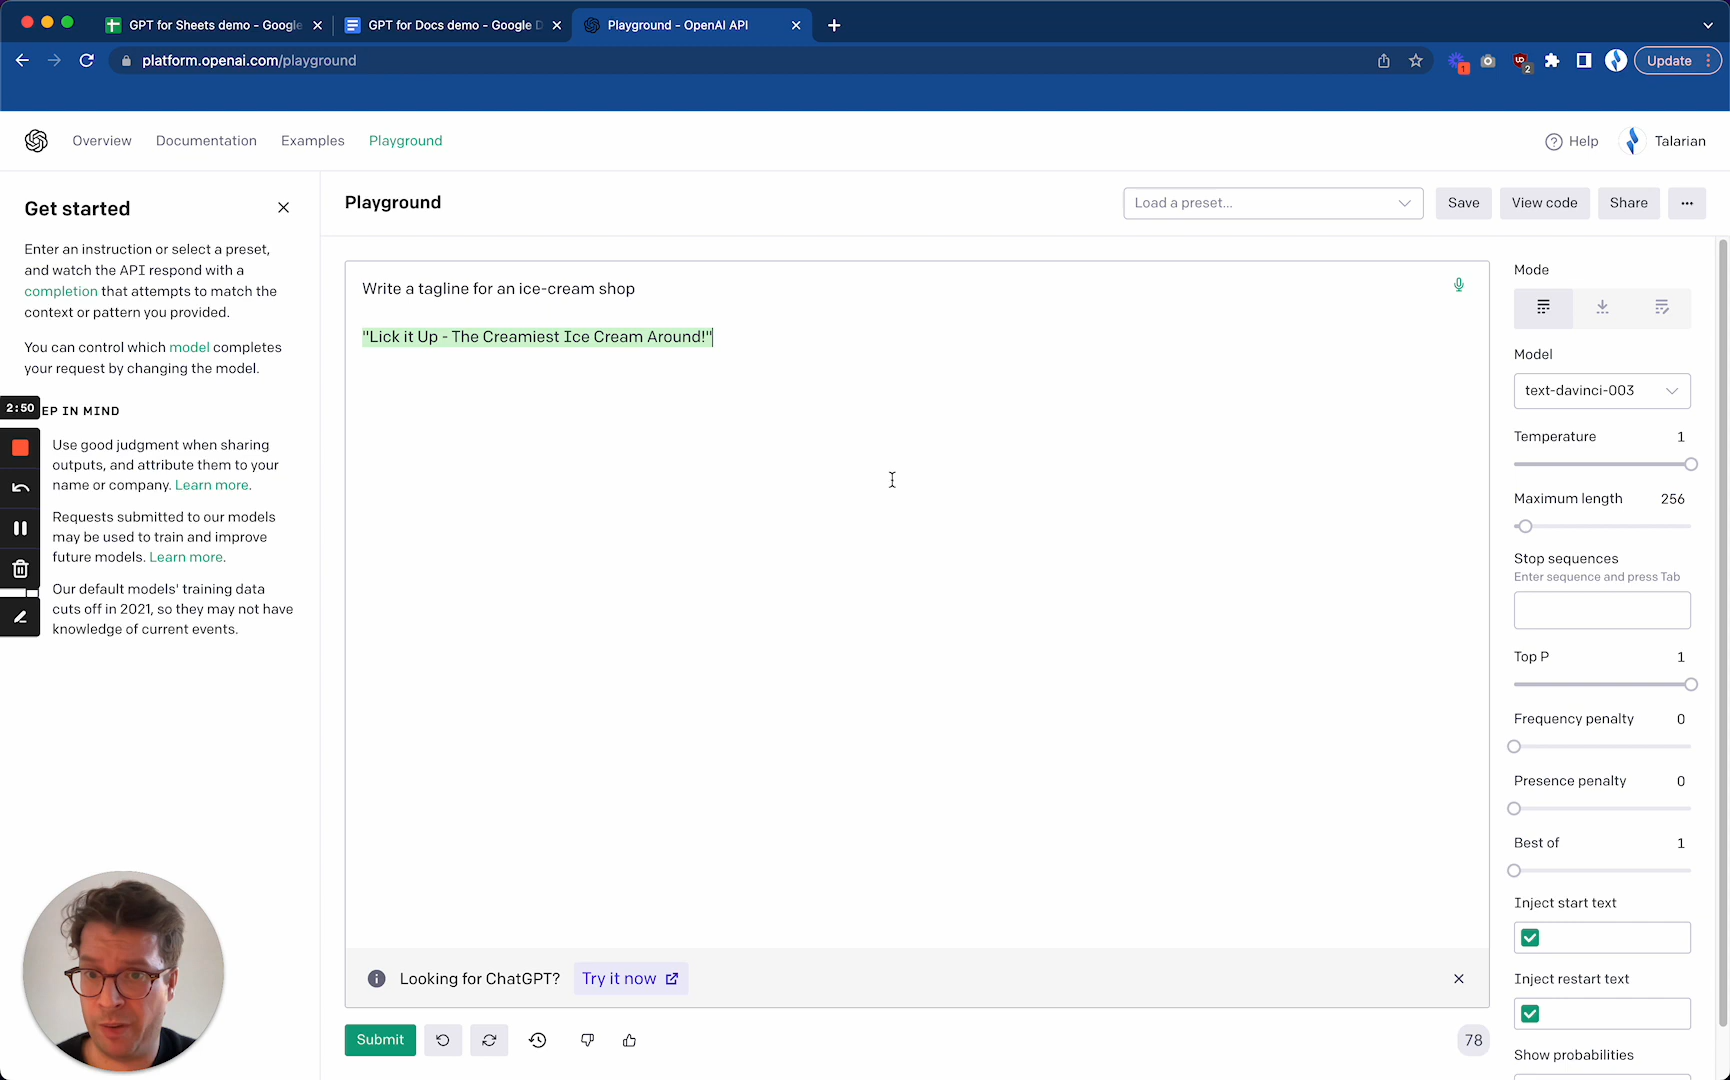 GPT for Sheets demo - Google
GPT for Docs demo - Google D
Playground - OpenAI API
platform.openai.com/playground
1
UD
2
Update
Overview
Documentation
Examples
Playground
Help
Talarian
Get started
Enter an instruction or select a preset,
and watch the API respond with a
completion that attempts to match the
context or pattern you provided.
You can control which model completes
your request by changing the model.
2:50
EP IN MIND
Use good judgment when sharing
outputs, and attribute them to your
name or company. Learn more.
Requests submitted to our models
may be used to train and improve
future models. Learn more.
Our default models' training data
cuts off in 2021, so they may not have
knowledge of current events.
Playground
Load a preset...
Save
View code
Share
Write a tagline for an ice-cream shop
"Lick it Up - The Creamiest Ice Cream Around!"
Looking for ChatGPT?
Try it now
Submit
78
Mode
Model
text-davinci-003
Temperature 1
Maximum length 256
Stop sequences
Enter sequence and press Tab
Top P 1
Frequency penalty 0
Presence penalty 0
Best of 1
Inject start text
Inject restart text
Show probabilities